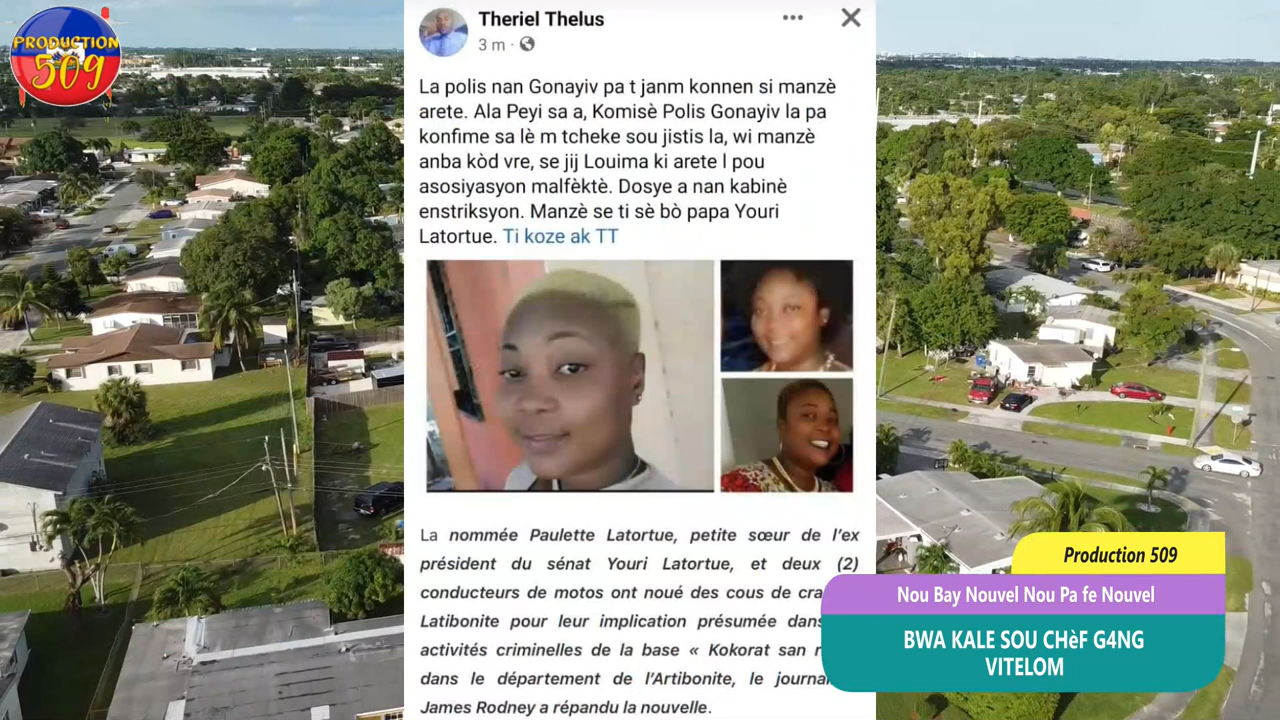 PRODUCTION
509
Theriel Thelus
3 m
La polis nan Gonayiv pa t janm konnen si manzè
arete. Ala Peyi sa a, Komisè Polis Gonayiv la pa
konfime sa lè m tcheke sou jistis la, wi manzè
anba kòd vre, se jij Louima ki arete l pou
asosiyasyon malfèktè. Dosye a nan kabinè
enstriksyon. Manzè se ti sè bò papa Youri
Latortue. Ti koze ak TT
La nommée Paulette Latortue, petite sœur de l’ex
président du sénat Youri Latortue, et deux (2)
conducteurs de motos ont noué des cous de
Latibonite pour leur implication présumée
activités criminelles de la base « Kokorat san
dans le département de l’Artibonite, le
James Rodney a répandu la nouvelle.
Production 509
Nou Bay Nouvel Nou Pa fe Nouvel
BWA KALE SOU CHèF G4NG
VITELOM